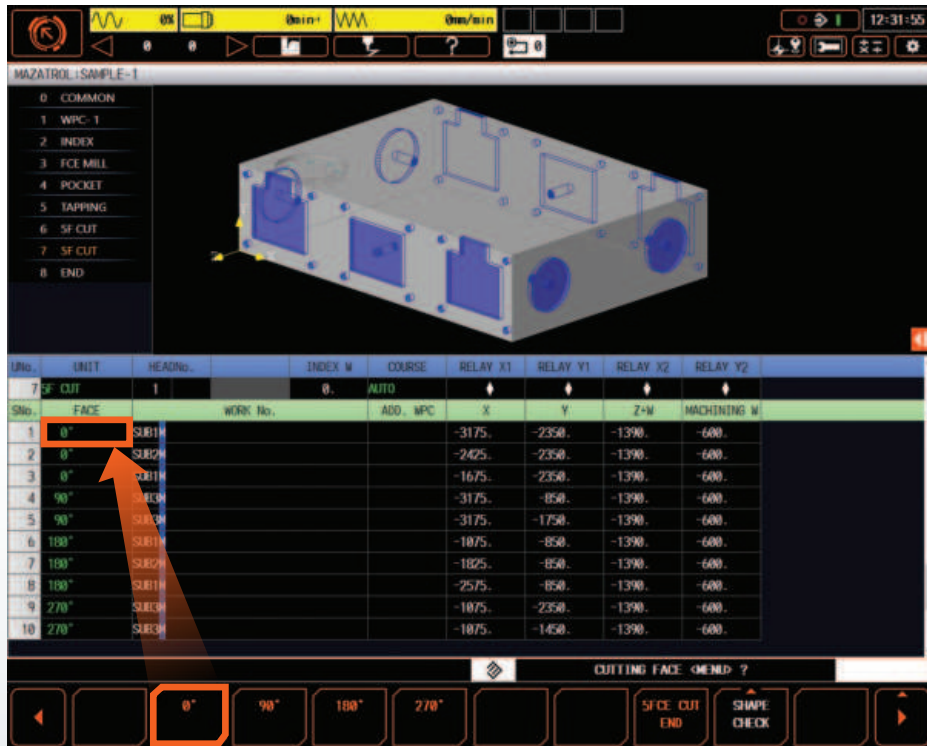 0% 0min⁻¹ 0mm/min 12:31:55
0 0 ? 0
MAZATROL:SAMPLE-1
0 COMMON
1 WPC- 1
2 INDEX
3 FCE MILL
4 POCKET
5 TAPPING
6 5F CUT
7 5F CUT
8 END
UNo. UNIT HEADNo. INDEX W COURSE RELAY X1 RELAY Y1 RELAY X2 RELAY Y2
7 5F CUT 1 0. AUTO ◆ ◆ ◆ ◆
SNo. FACE WORK No. ADD. WPC X Y Z+W MACHINING W
1 0° SUB1M -3175. -2350. -1390. -600.
2 0° SUB2M -2425. -2350. -1390. -600.
3 0° SUB1M -1675. -2350. -1390. -600.
4 90° SUB3M -3175. -850. -1390. -600.
5 90° SUB3M -3175. -1750. -1390. -600.
6 180° SUB1M -1075. -850. -1390. -600.
7 180° SUB2M -1825. -850. -1390. -600.
8 180° SUB1M -2575. -850. -1390. -600.
9 270° SUB3M -1075. -2350. -1390. -600.
10 270° SUB3M -1075. -1450. -1390. -600.
CUTTING FACE <MENU> ?
0° 90° 180° 270° 5FCE CUT SHAPE
END CHECK